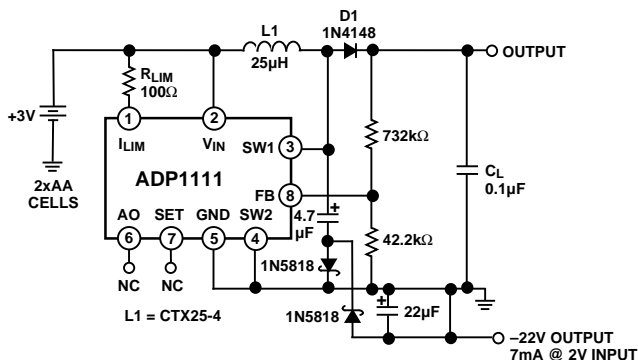 L1
25µH
D1
1N4148
OUTPUT
RLIM
100Ω
+3V
2xAA
CELLS
1
2
ILIM
VIN
SW1
3
732kΩ
ADP1111
FB
8
CL
0.1µF
AO
SET
GND
SW2
4.7
µF
42.2kΩ
6
7
5
4
1N5818
NC
NC
L1 = CTX25-4
1N5818
22µF
–22V OUTPUT
7mA @ 2V INPUT